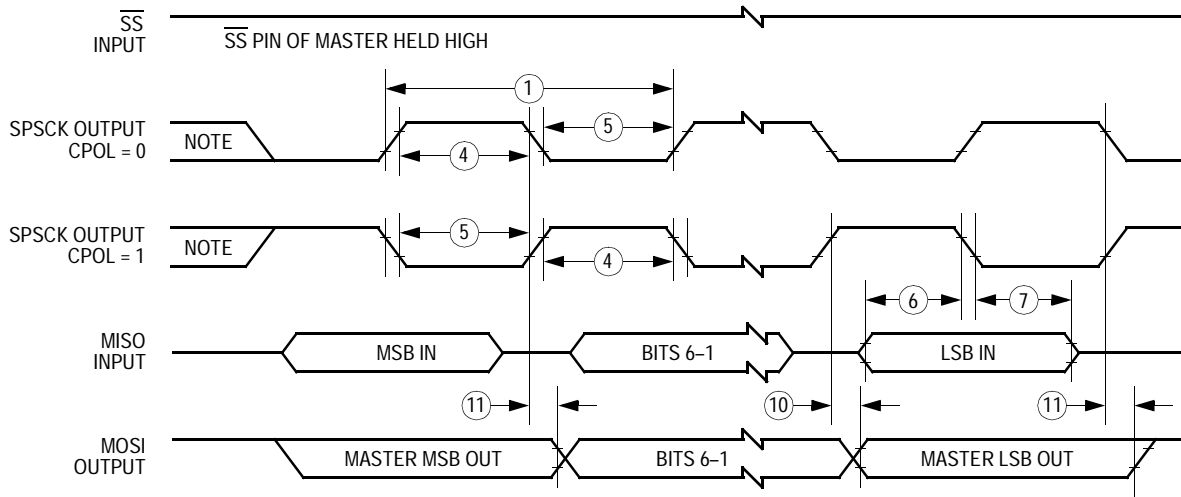 SS
INPUT
SS PIN OF MASTER HELD HIGH
1
SPSCK OUTPUT
CPOL = 0
NOTE
5
4
SPSCK OUTPUT
CPOL = 1
NOTE
5
4
6
7
MISO
INPUT
MSB IN
BITS 6–1
LSB IN
11
10
11
MOSI
OUTPUT
MASTER MSB OUT
BITS 6–1
MASTER LSB OUT